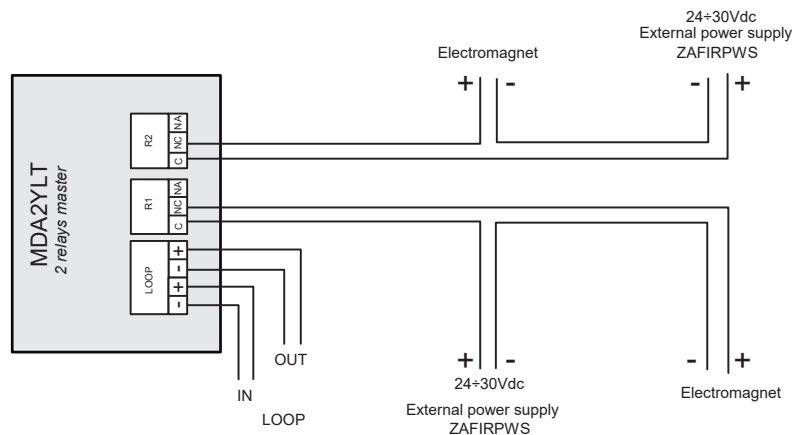 24÷30Vdc
External power supply
ZAFIRPWS
Electromagnet
+ -
- +
MDA2YLT
2 relays master
R2
NA
NC
C
R1
NA
NC
C
LOOP
+
-
+
-
OUT
IN
LOOP
+ -
24÷30Vdc
External power supply
ZAFIRPWS
- +
Electromagnet